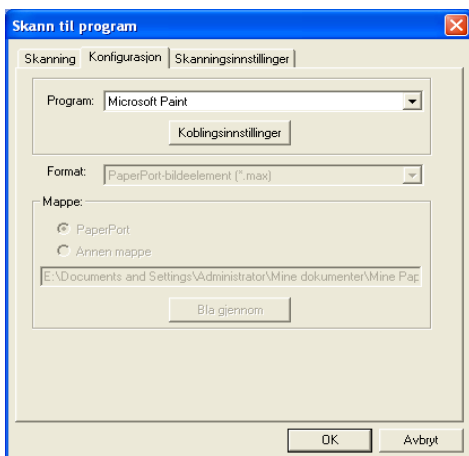 Skann til program
Skanning Konfigurasjon Skanningsinnstillinger
Program: Microsoft Paint
Koblingsinnstillinger
Format: PaperPort-bildeelement (*.max)
Mappe:
PaperPort
Annen mappe
E:\Documents and Settings\Administrator\Mine dokumenter\Mine Pap
Bla gjennom
OK Avbryt